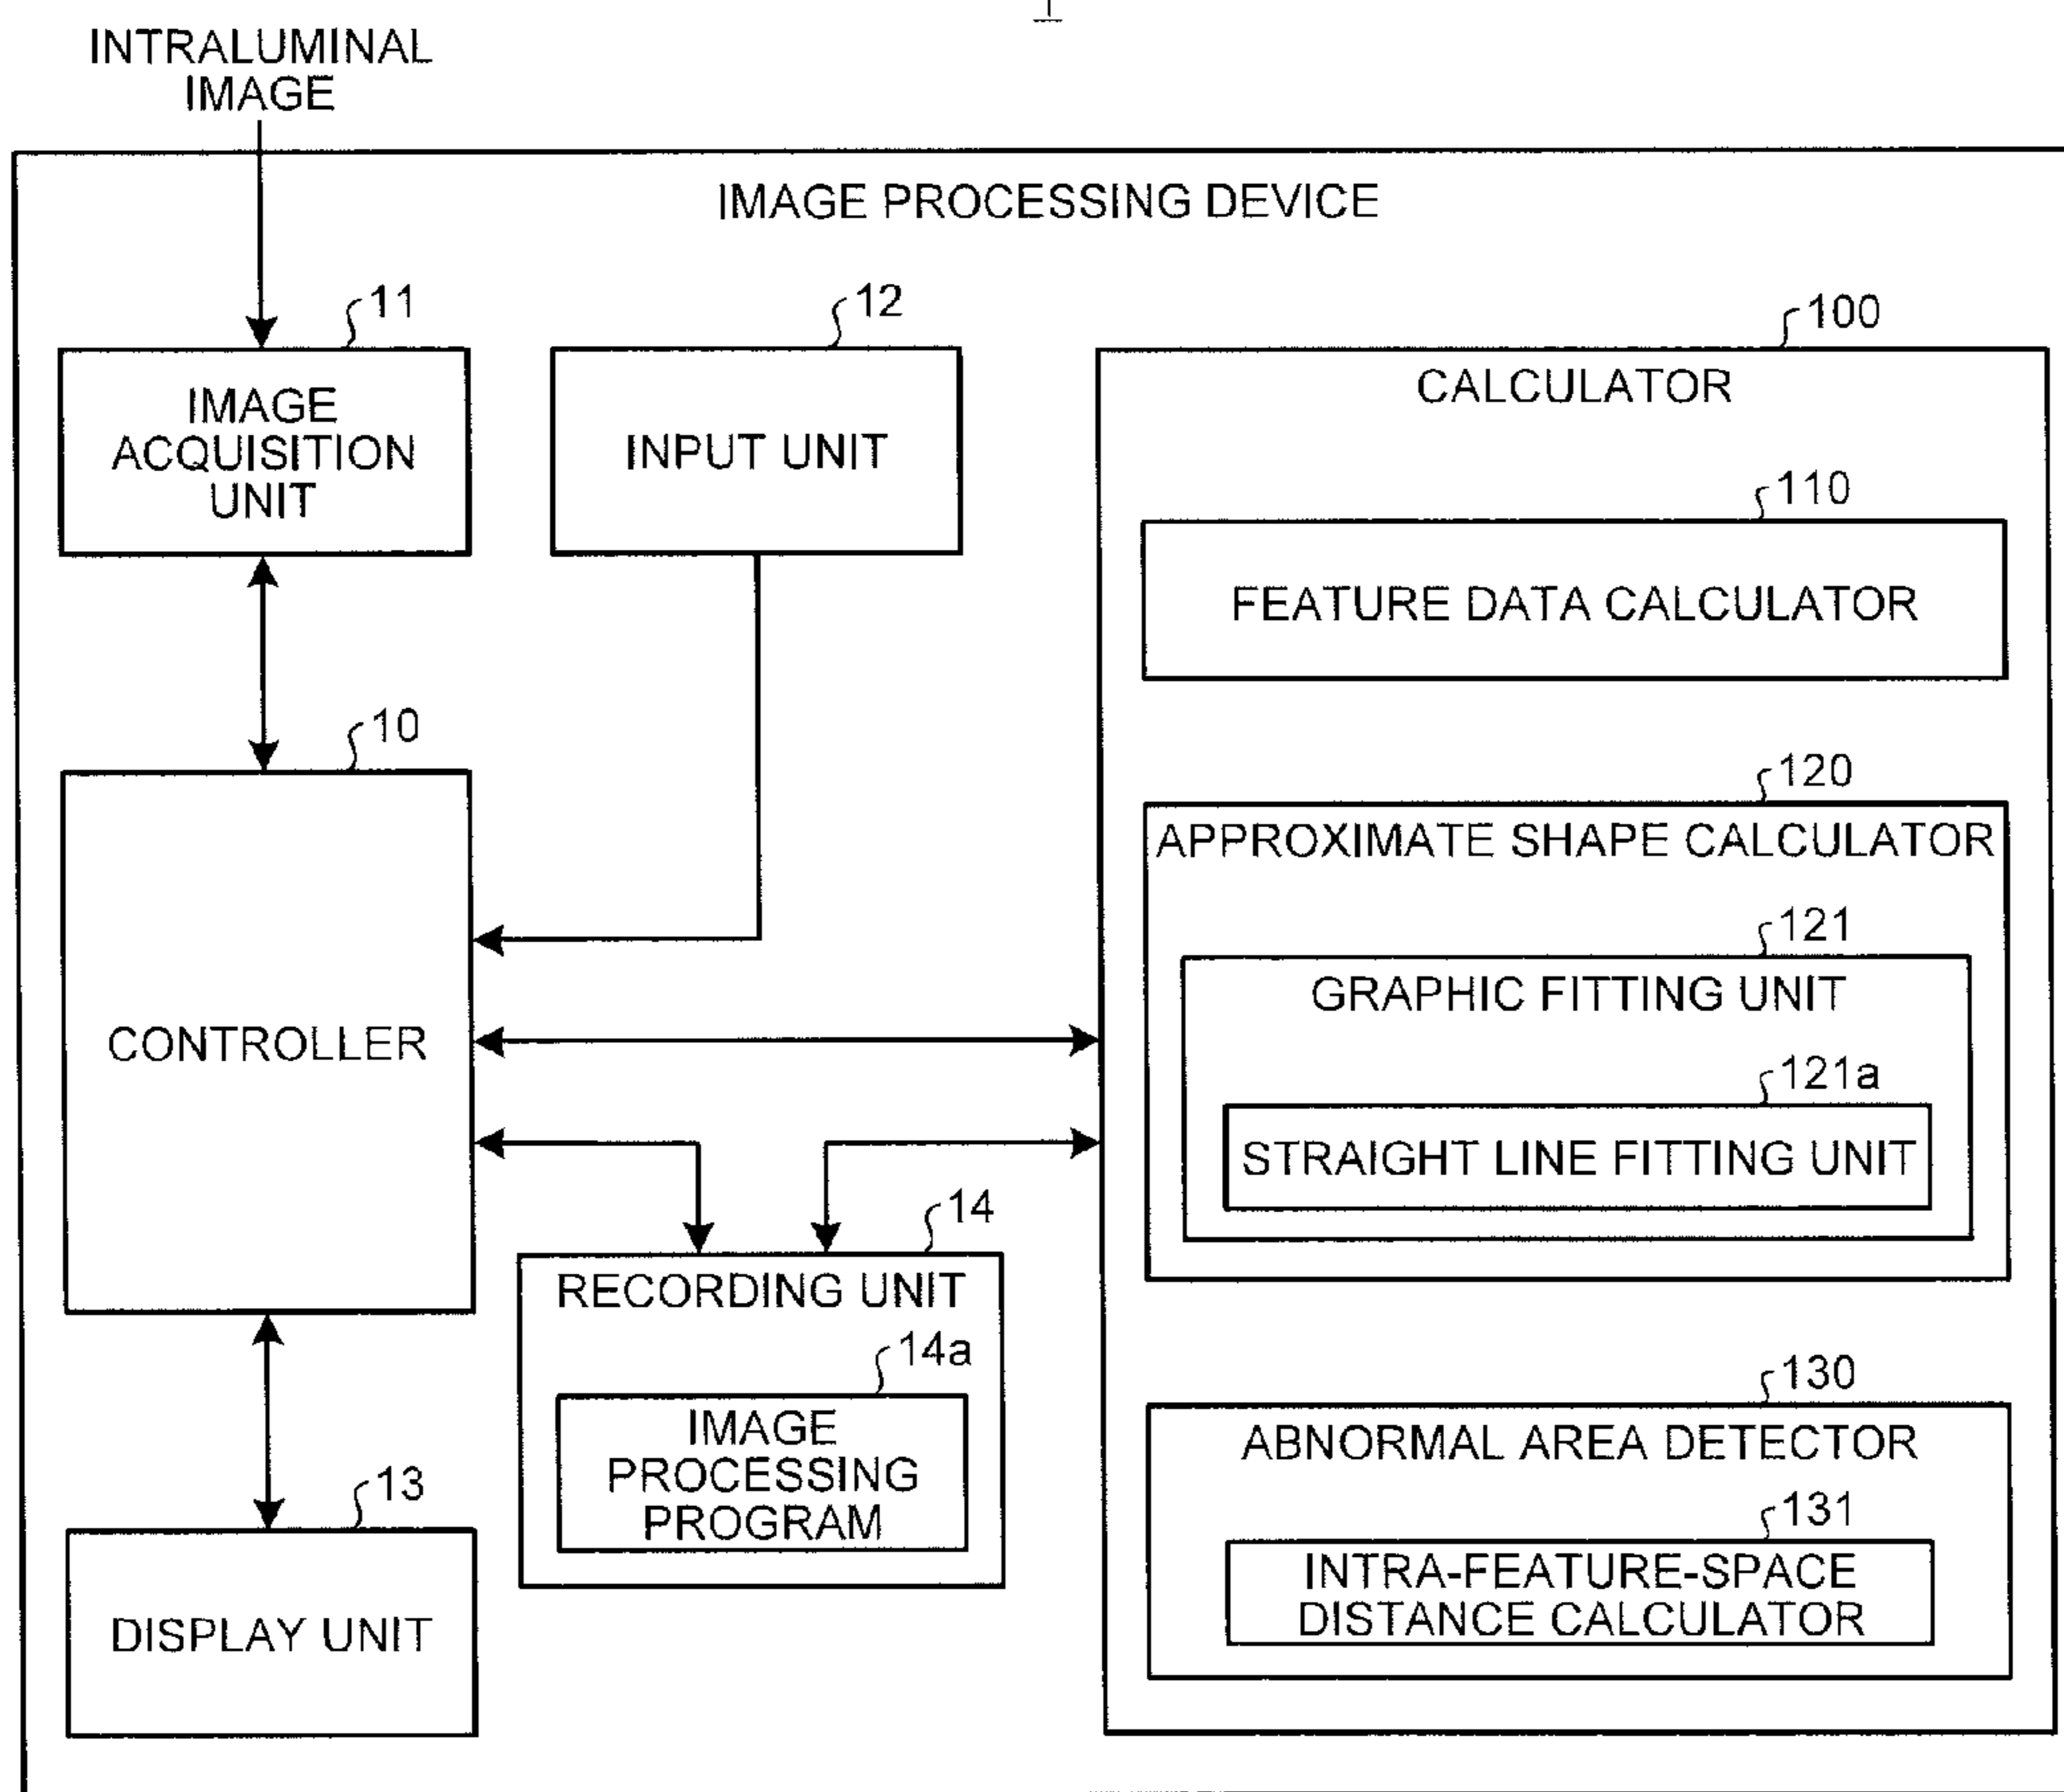 INTRALUMINAL
IMAGE
IMAGE PROCESSING DEVICE
11
IMAGE
ACQUISITION
UNIT
12
INPUT UNIT
10
CONTROLLER
13
DISPLAY UNIT
14
RECORDING UNIT
14a
IMAGE
PROCESSING
PROGRAM
100
CALCULATOR
110
FEATURE DATA CALCULATOR
120
APPROXIMATE SHAPE CALCULATOR
121
GRAPHIC FITTING UNIT
121a
STRAIGHT LINE FITTING UNIT
130
ABNORMAL AREA DETECTOR
131
INTRA-FEATURE-SPACE
DISTANCE CALCULATOR